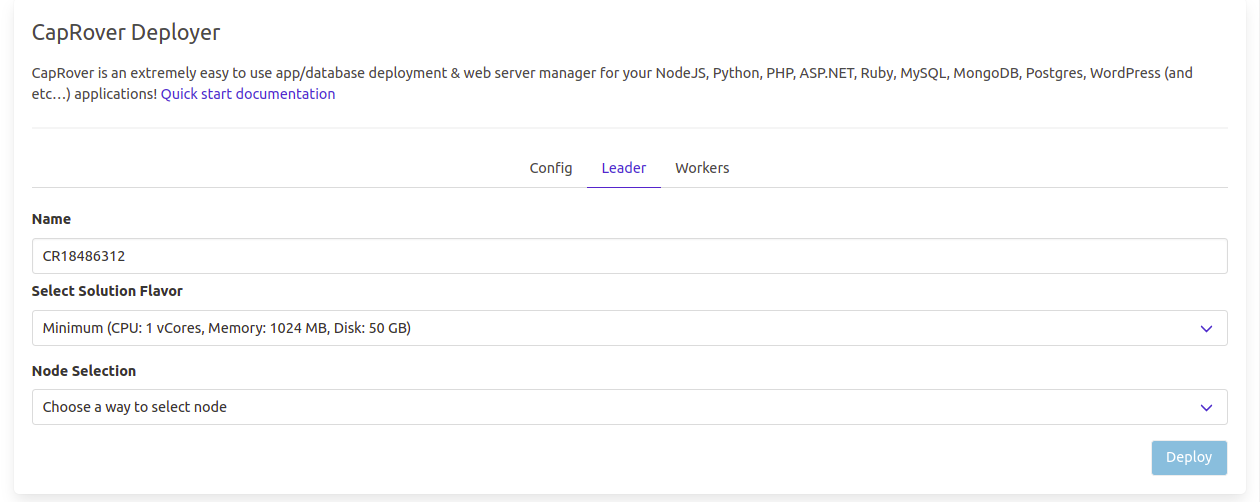 CapRover Deployer
CapRover is an extremely easy to use app/database deployment & web server manager for your NodeJS, Python, PHP, ASP.NET, Ruby, MySQL, MongoDB, Postgres, WordPress (and
etc…) applications! Quick start documentation
Config Leader Workers
Name
CR18486312
Select Solution Flavor
Minimum (CPU: 1 vCores, Memory: 1024 MB, Disk: 50 GB)
Node Selection
Choose a way to select node
Deploy